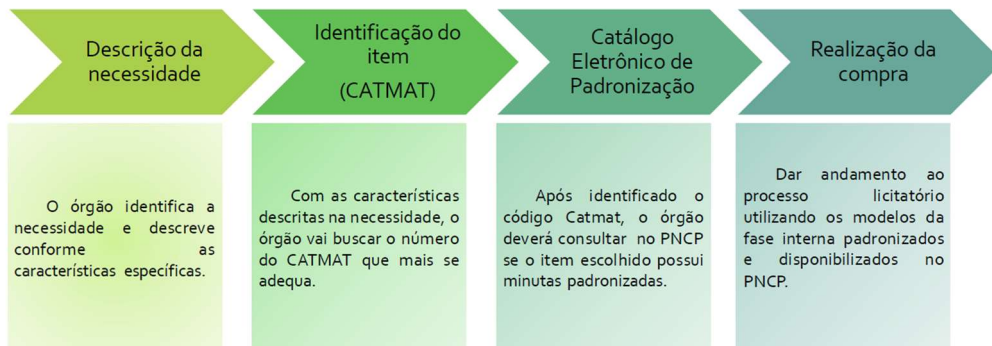 Descrição da
necessidade
Identificação do
item
(CATMAT)
Catálogo
Eletrônico de
Padronização
Realização da
compra
O órgão identifica a
necessidade e descreve
conforme as
características específicas.
Com as características
descritas na necessidade, o
órgão vai buscar o número
do CATMAT que mais se
adequa.
Após identificado o
código Catmat, o órgão
deverá consultar no PNCP
se o item escolhido possui
minutas padronizadas.
Dar andamento ao
processo licitatório
utilizando os modelos da
fase interna padronizados
e disponibilizados no
PNCP.